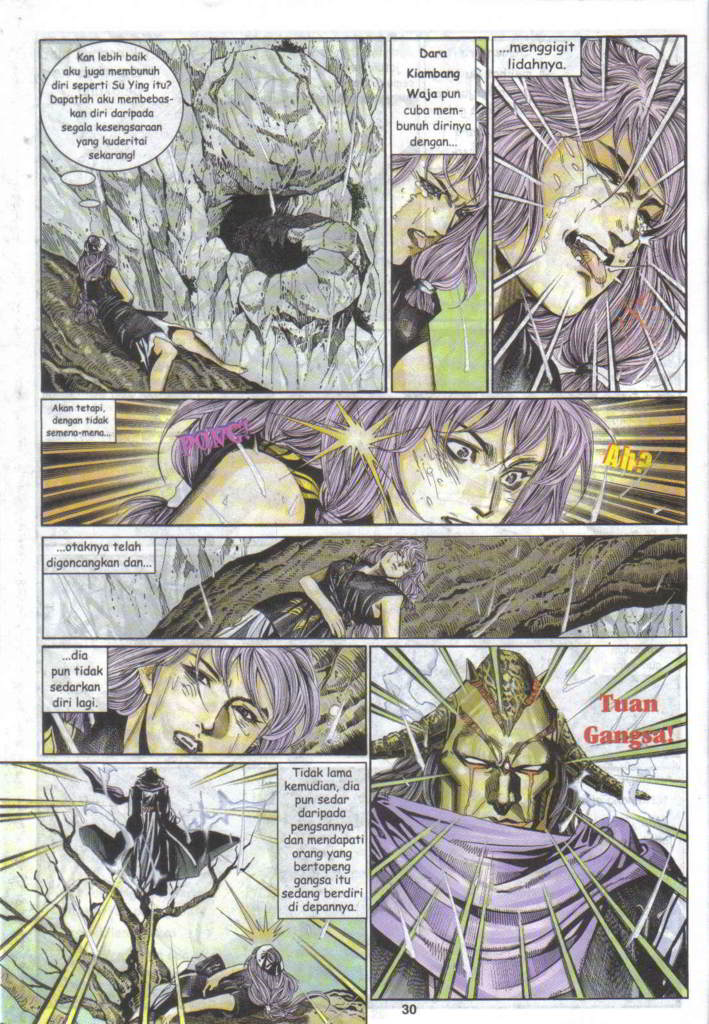 Kan lebih baik
aku juga membunuh
diri seperti Su Ying itu?
Dapatlah aku membebas-
kan diri daripada
segala kesengsaraan
yang kuderitai
sekarang!
Dara
Kiambang
Waja pun
cuba mem-
bunuh dirinya
dengan...
...menggigit
lidahnya.
Akan tetapi,
dengan tidak
semena-mena...
PONG!
Ah?
...otaknya telah
digoncangkan dan...
...dia
pun tidak
sedarkan
diri lagi.
Tuan
Gangsa!
Tidak lama
kemudian, dia
pun sedar
daripada
pengsannya
dan mendapati
orang yang
bertopeng
gangsa itu
sedang berdiri
di depannya.
30